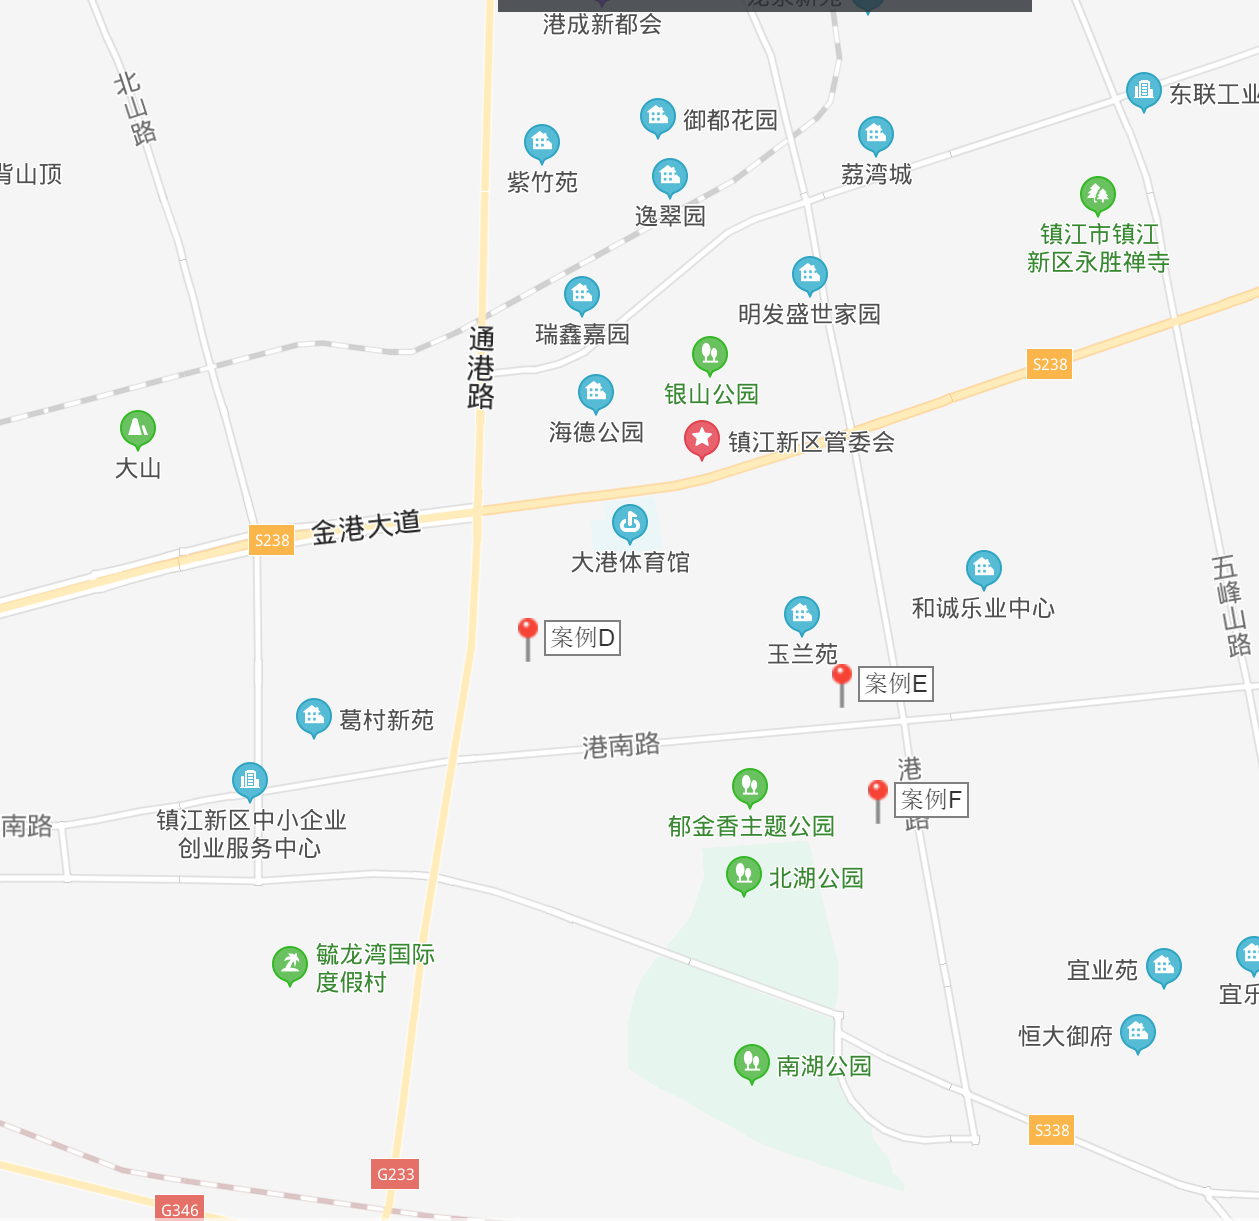 港成新都会
北山路
东联工业
御都花园
紫竹苑
荔湾城
背山顶
逸翠园
镇江市镇江
新区永胜禅寺
明发盛世家园
瑞鑫嘉园
通港路
S238
银山公园
海德公园
镇江新区管委会
大山
金港大道
S238
大港体育馆
五峰山路
和诚乐业中心
案例D
玉兰苑
案例E
葛村新苑
港南路
港
路
案例F
镇江新区中小企业
创业服务中心
南路
郁金香主题公园
北湖公园
毓龙湾国际
度假村
宜业苑
宜乐
恒大御府
南湖公园
S338
G233
G346